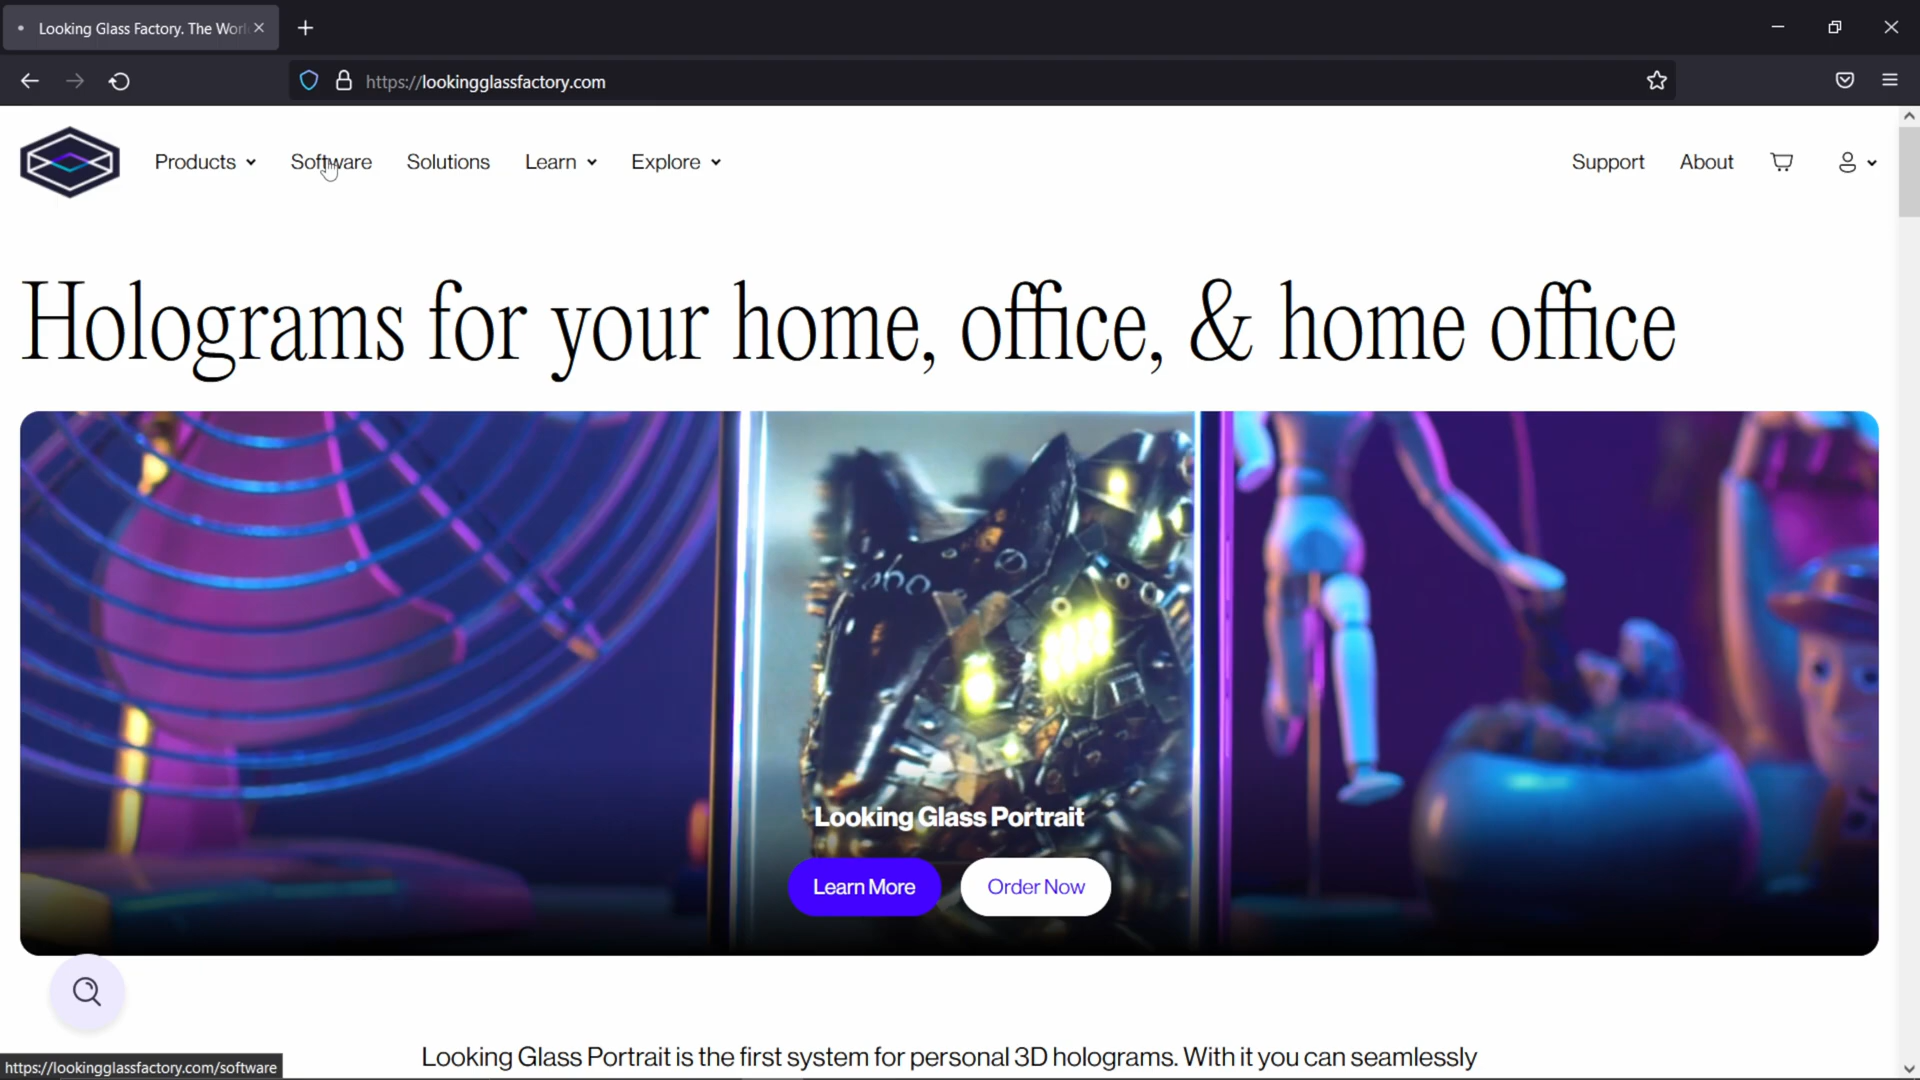 Looking Glass Factory. The Worl
https://lookingglassfactory.com
Products Software Solutions Learn Explore Support About
Holograms for your home, office, & home office
Looking Glass Portrait
Learn More Order Now
Looking Glass Portrait is the first system for personal 3D holograms. With it you can seamlessly
https://lookingglassfactory.com/software